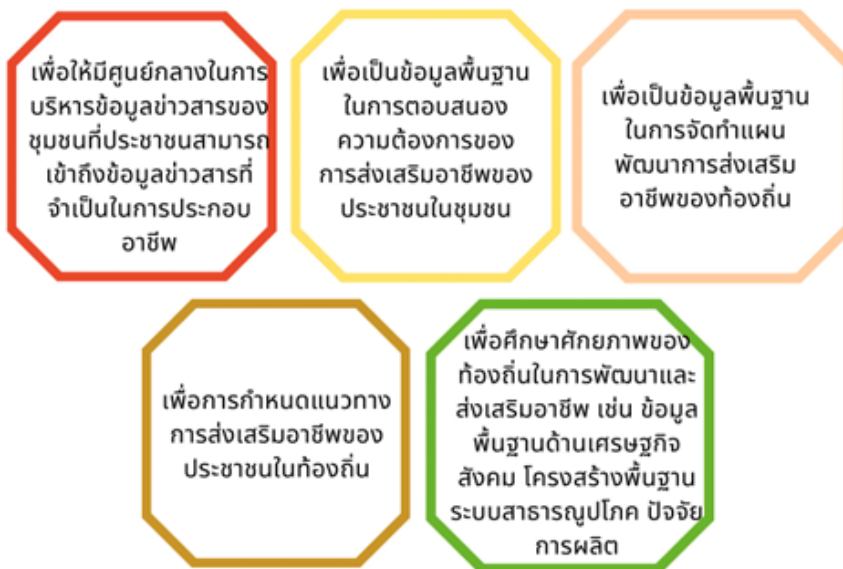 เพื่อให้มีศูนย์กลางในการ
บริหารข้อมูลข่าวสารของ
ชุมชนที่ประชาชนสามารถ
เข้าถึงข้อมูลข่าวสารที่
จำเป็นในการประกอบ
อาชีพ
เพื่อเป็นข้อมูลพื้นฐาน
ในการตอบสนอง
ความต้องการของ
การส่งเสริมอาชีพของ
ประชาชนในชุมชน
เพื่อเป็นข้อมูลพื้นฐาน
ในการจัดทำแผน
พัฒนาการส่งเสริม
อาชีพของท้องถิ่น
เพื่อการกำหนดแนวทาง
การส่งเสริมอาชีพของ
ประชาชนในท้องถิ่น
เพื่อศึกษาศักยภาพของ
ท้องถิ่นในการพัฒนาและ
ส่งเสริมอาชีพ เช่น ข้อมูล
พื้นฐานด้านเศรษฐกิจ
สังคม โครงสร้างพื้นฐาน
ระบบสาธารณูปโภค ปัจจัย
การผลิต